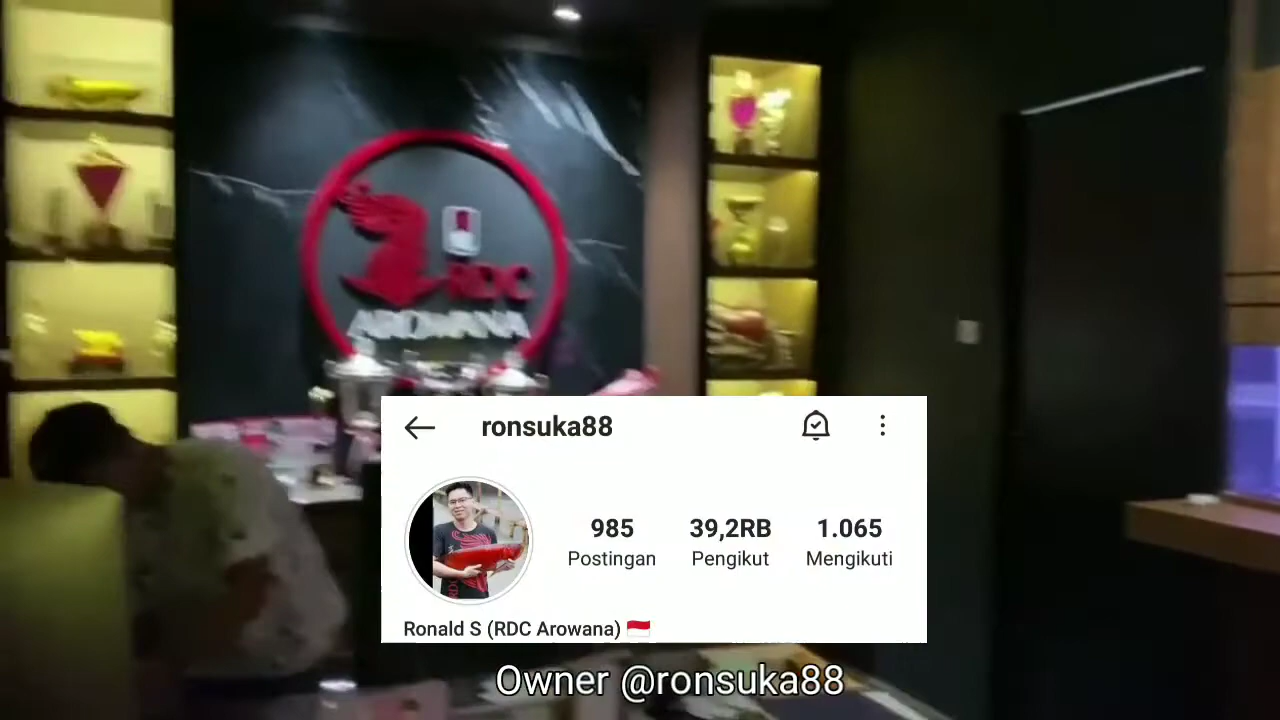 RDC
AROWANA
ronsuka88
985
39,2RB
1.065
Postingan
Pengikut
Mengikuti
Ronald S (RDC Arowana)
Owner @ronsuka88